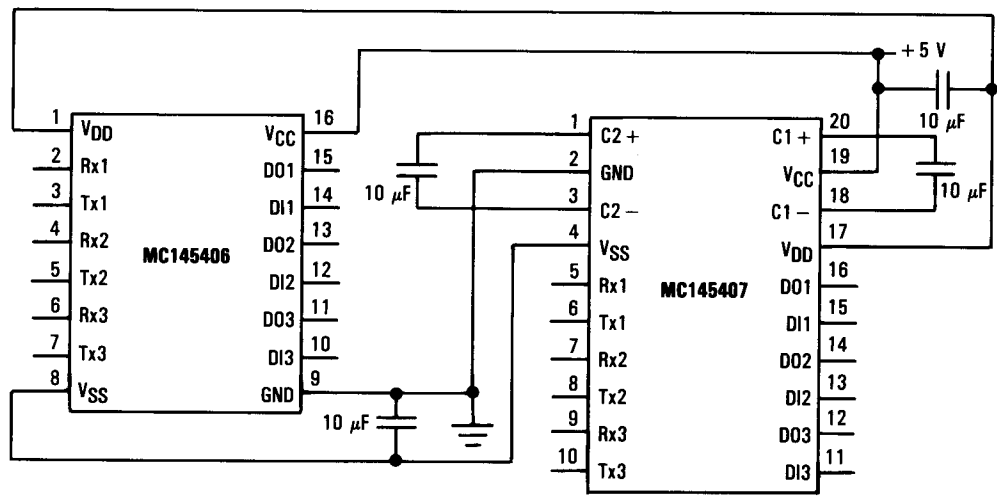 +5 V
10 µF
1 VDD VCC 16
2 Rx1 DO1 15
3 Tx1 DI1 14
4 Rx2 DO2 13
5 Tx2 DI2 12
6 Rx3 DO3 11
7 Tx3 DI3 10
8 VSS GND 9
MC145406
10 µF
10 µF
1 C2+ C1+ 20
2 GND VCC 19
3 C2− C1− 18
4 VSS VDD 17
5 Rx1 DO1 16
6 Tx1 DI1 15
7 Rx2 DO2 14
8 Tx2 DI2 13
9 Rx3 DO3 12
10 Tx3 DI3 11
MC145407
10 µF